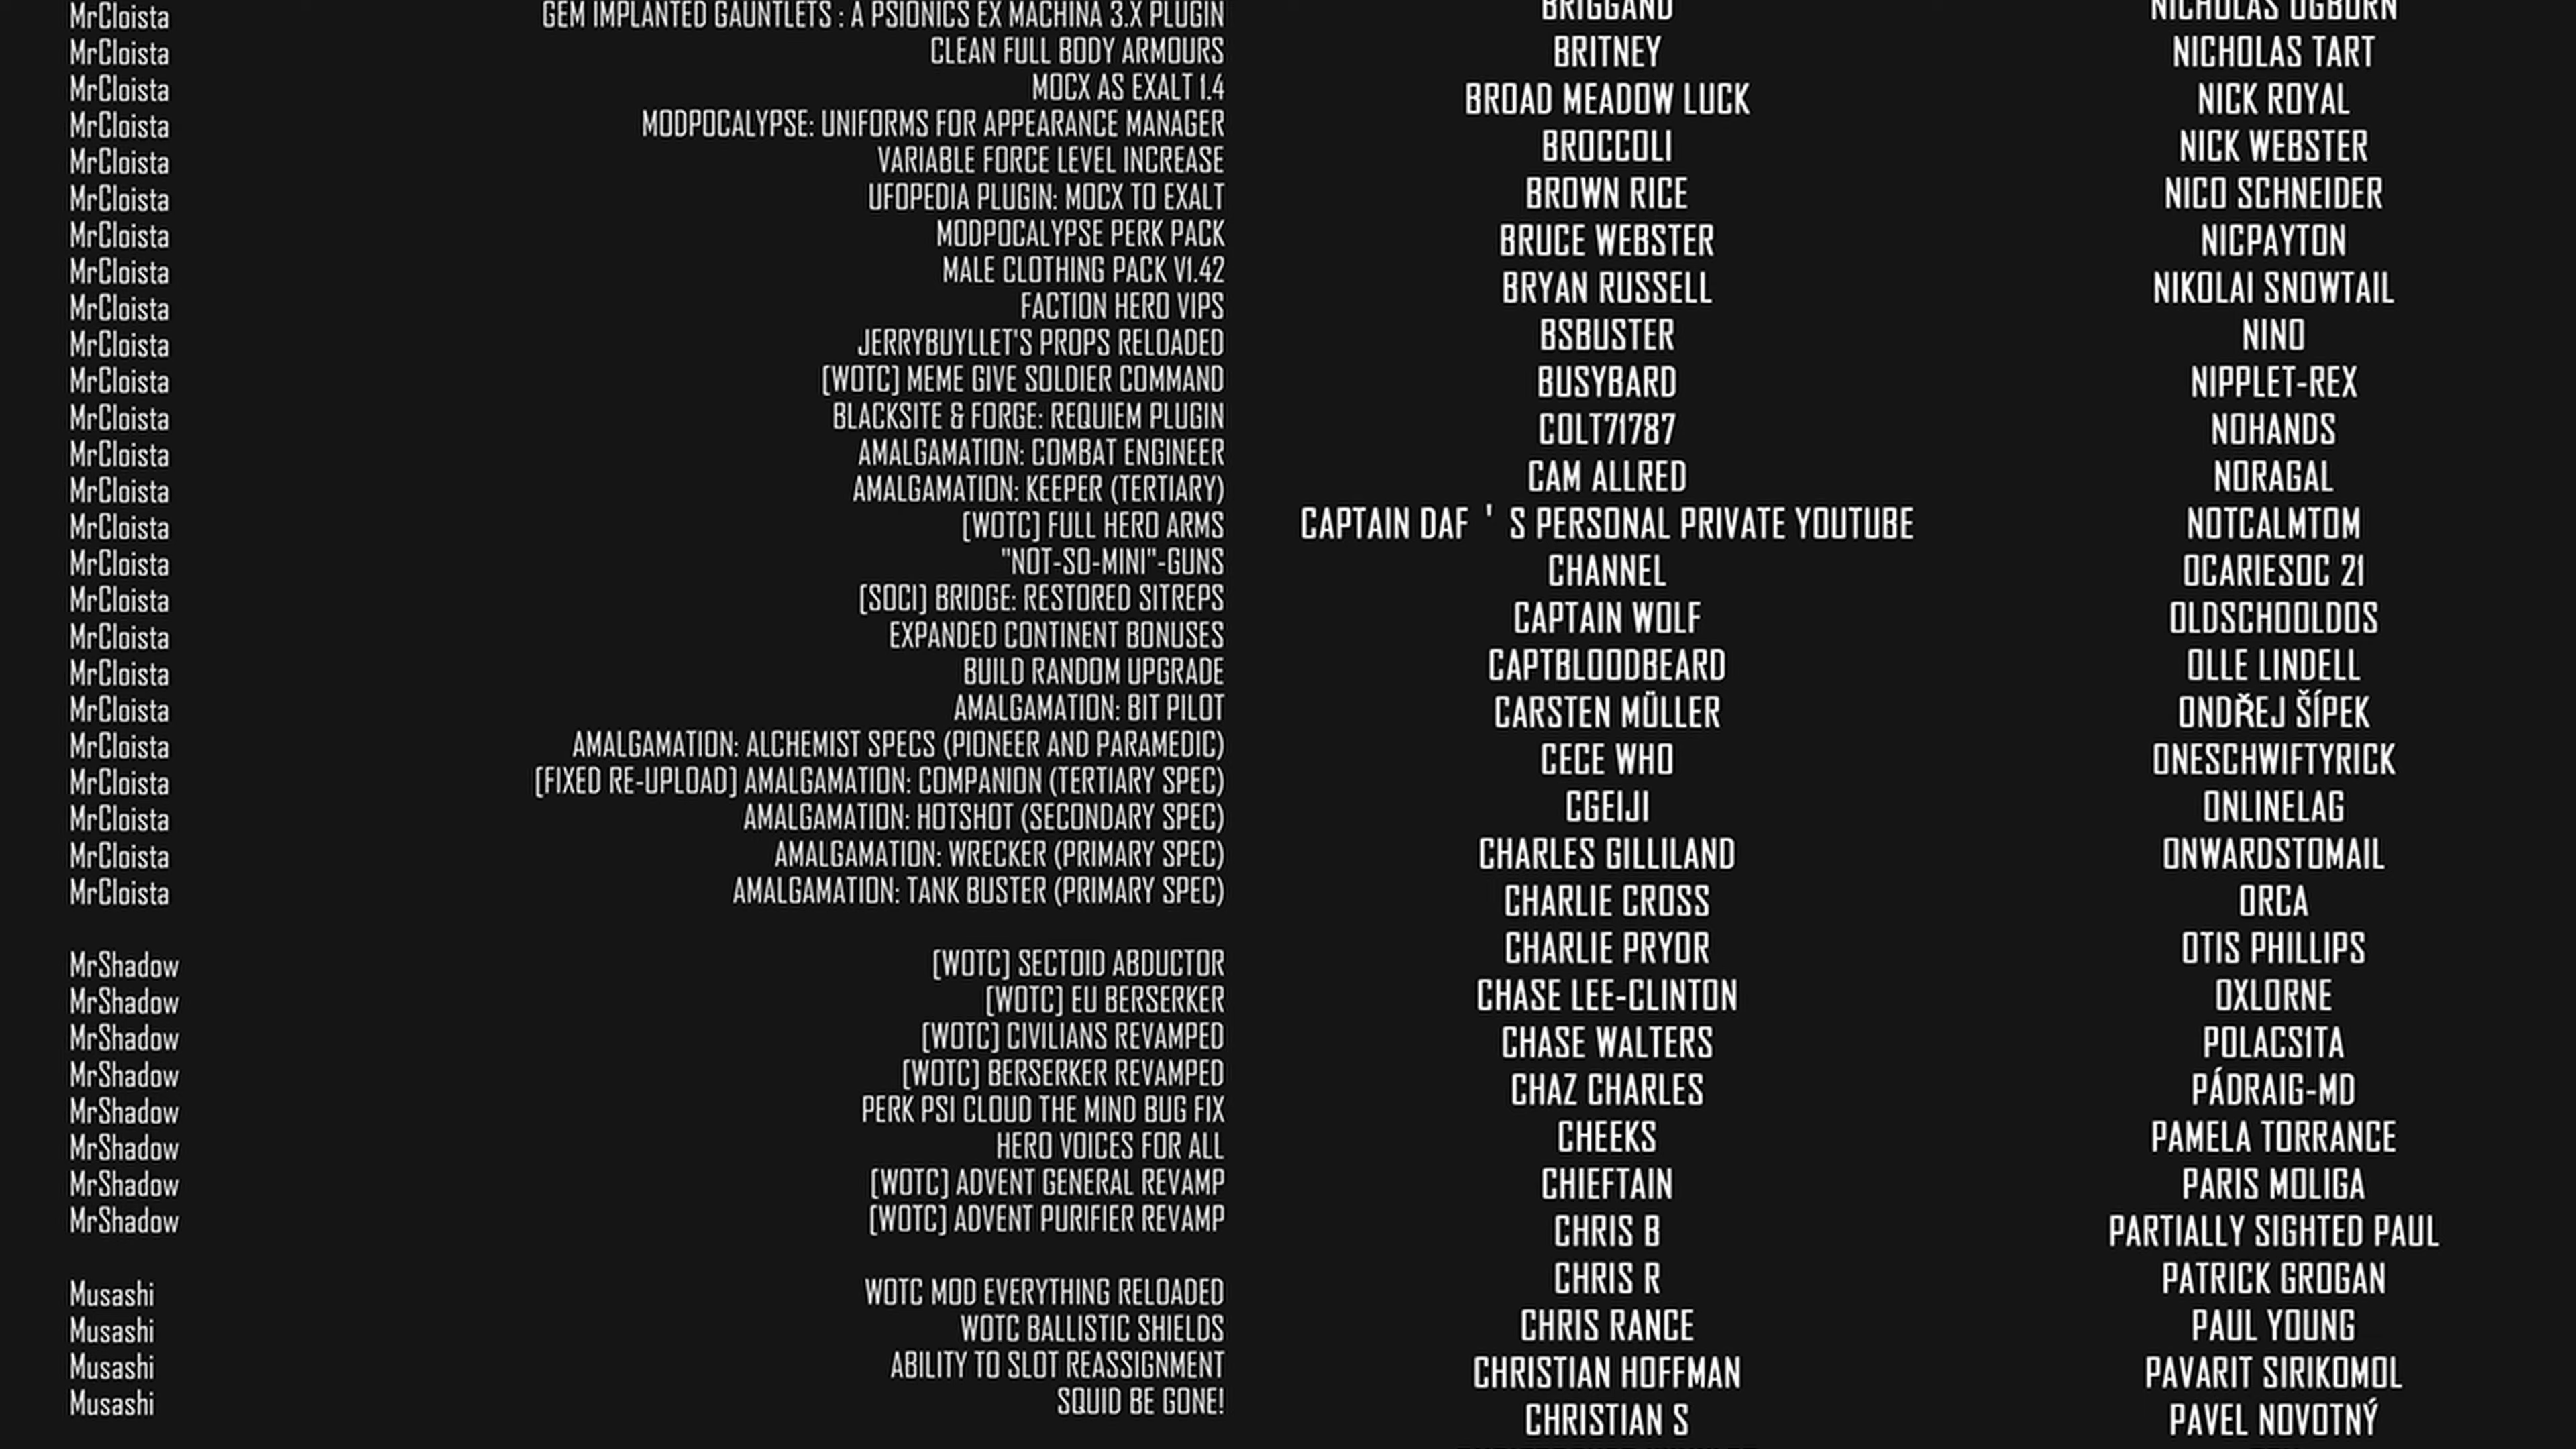 MrCloista GEM IMPLANTED GAUNTLETS : A PSIONICS EX MACHINA 3.X PLUGIN
MrCloista CLEAN FULL BODY ARMOURS
MrCloista MOCX AS EXALT 1.4
MrCloista MODPOCALYPSE: UNIFORMS FOR APPEARANCE MANAGER
MrCloista VARIABLE FORCE LEVEL INCREASE
MrCloista UFOPEDIA PLUGIN: MOCX TO EXALT
MrCloista MODPOCALYPSE PERK PACK
MrCloista MALE CLOTHING PACK V1.42
MrCloista FACTION HERO VIPS
MrCloista JERRYBUYLLET'S PROPS RELOADED
MrCloista [WOTC] MEME GIVE SOLDIER COMMAND
MrCloista BLACKSITE & FORGE: REQUIEM PLUGIN
MrCloista AMALGAMATION: COMBAT ENGINEER
MrCloista AMALGAMATION: KEEPER (TERTIARY)
MrCloista [WOTC] FULL HERO ARMS
MrCloista "NOT-SO-MINI"-GUNS
MrCloista [SOCI] BRIDGE: RESTORED SITREPS
MrCloista EXPANDED CONTINENT BONUSES
MrCloista BUILD RANDOM UPGRADE
MrCloista AMALGAMATION: BIT PILOT
MrCloista AMALGAMATION: ALCHEMIST SPECS (PIONEER AND PARAMEDIC)
MrCloista [FIXED RE-UPLOAD] AMALGAMATION: COMPANION (TERTIARY SPEC)
MrCloista AMALGAMATION: HOTSHOT (SECONDARY SPEC)
MrCloista AMALGAMATION: WRECKER (PRIMARY SPEC)
MrCloista AMALGAMATION: TANK BUSTER (PRIMARY SPEC)
MrShadow [WOTC] SECTOID ABDUCTOR
MrShadow [WOTC] EU BERSERKER
MrShadow [WOTC] CIVILIANS REVAMPED
MrShadow [WOTC] BERSERKER REVAMPED
MrShadow PERK PSI CLOUD THE MIND BUG FIX
MrShadow HERO VOICES FOR ALL
MrShadow [WOTC] ADVENT GENERAL REVAMP
MrShadow [WOTC] ADVENT PURIFIER REVAMP
Musashi WOTC MOD EVERYTHING RELOADED
Musashi WOTC BALLISTIC SHIELDS
Musashi ABILITY TO SLOT REASSIGNMENT
Musashi SQUID BE GONE!
BRIGGAND
BRITNEY
BROAD MEADOW LUCK
BROCCOLI
BROWN RICE
BRUCE WEBSTER
BRYAN RUSSELL
BSBUSTER
BUSYBARD
COLT71787
CAM ALLRED
CAPTAIN DAF ' S PERSONAL PRIVATE YOUTUBE
CHANNEL
CAPTAIN WOLF
CAPTBLOODBEARD
CARSTEN MÜLLER
CECE WHO
CGEIJI
CHARLES GILLILAND
CHARLIE CROSS
CHARLIE PRYOR
CHASE LEE-CLINTON
CHASE WALTERS
CHAZ CHARLES
CHEEKS
CHIEFTAIN
CHRIS B
CHRIS R
CHRIS RANCE
CHRISTIAN HOFFMAN
CHRISTIAN S
NICHOLAS OGBURN
NICHOLAS TART
NICK ROYAL
NICK WEBSTER
NICO SCHNEIDER
NICPAYTON
NIKOLAI SNOWTAIL
NINO
NIPPLET-REX
NOHANDS
NORAGAL
NOTCALMTOM
OCARIESOC 21
OLDSCHOOLDOS
OLLE LINDELL
ONDŘEJ ŠÍPEK
ONESCHWIFTYRICK
ONLINELAG
ONWARDSTOMAIL
ORCA
OTIS PHILLIPS
OXLORNE
POLACS1TA
PÁDRAIG-MD
PAMELA TORRANCE
PARIS MOLIGA
PARTIALLY SIGHTED PAUL
PATRICK GROGAN
PAUL YOUNG
PAVARIT SIRIKOMOL
PAVEL NOVOTNÝ